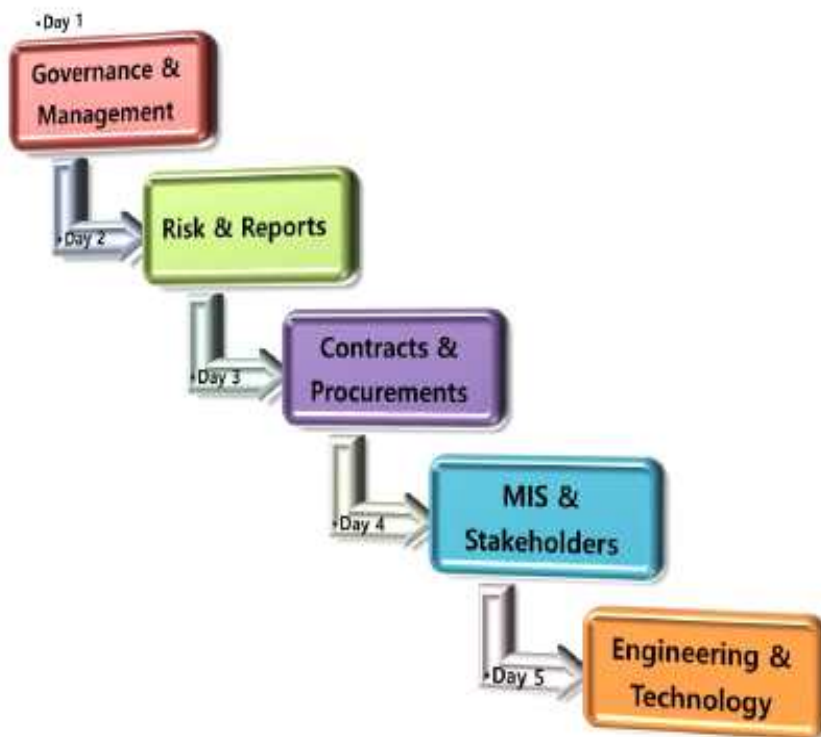 •Day 1
Governance &
Management
•Day 2
Risk & Reports
•Day 3
Contracts &
Procurements
•Day 4
MIS &
Stakeholders
•Day 5
Engineering &
Technology